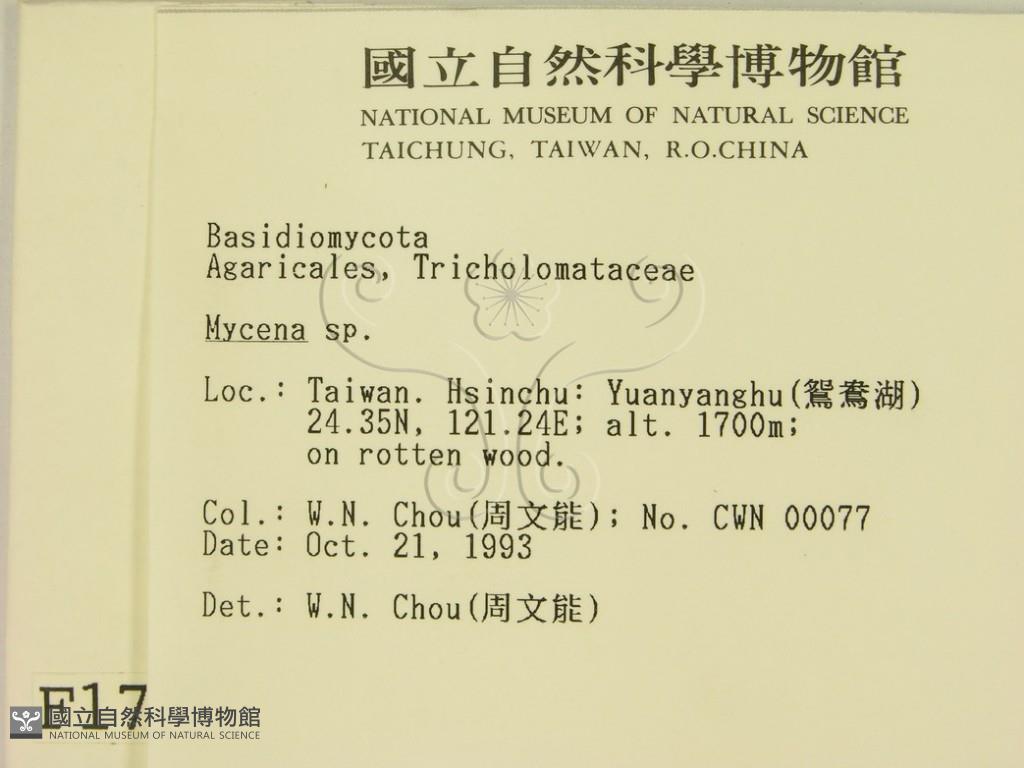 國立自然科學博物館
NATIONAL MUSEUM OF NATURAL SCIENCE
TAICHUNG, TAIWAN, R.O.CHINA
Basidiomycota
Agaricales, Tricholomataceae
Mycena sp.
Loc.: Taiwan. Hsinchu: Yuanyanghu(鴛鴦湖)
24.35N, 121.24E; alt. 1700m;
on rotten wood.
Col.: W.N. Chou(周文能); No. CWN 00077
Date: Oct. 21, 1993
Det.: W.N. Chou(周文能)
F17
國立自然科學博物館
NATIONAL MUSEUM OF NATURAL SCIENCE